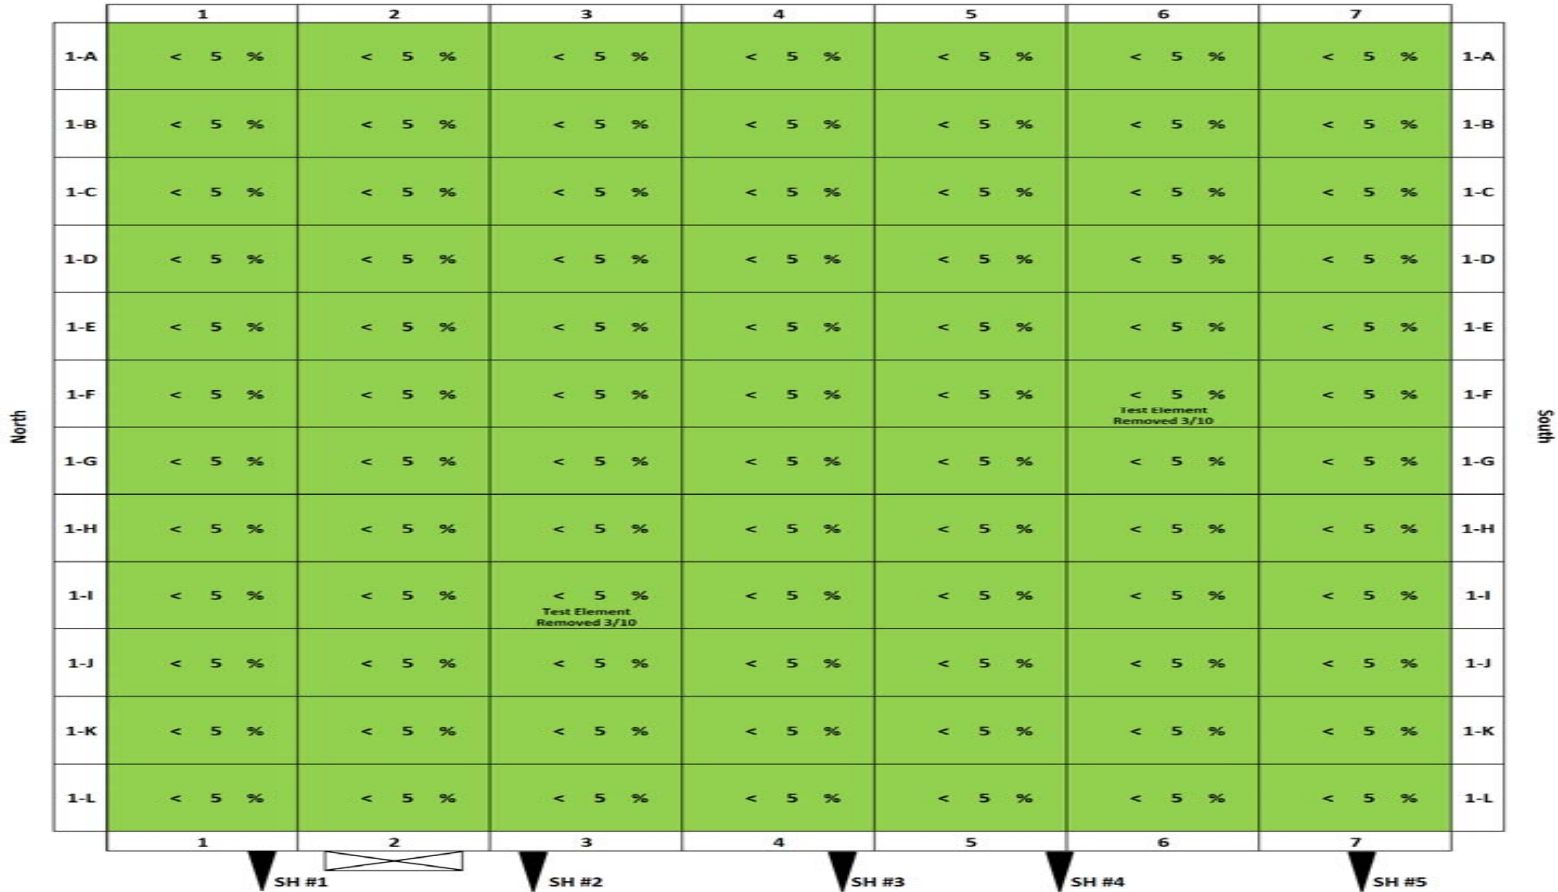 1 2 3 4 5 6 7
1-A < 5 % < 5 % < 5 % < 5 % < 5 % < 5 % < 5 % 1-A
1-B < 5 % < 5 % < 5 % < 5 % < 5 % < 5 % < 5 % 1-B
1-C < 5 % < 5 % < 5 % < 5 % < 5 % < 5 % < 5 % 1-C
1-D < 5 % < 5 % < 5 % < 5 % < 5 % < 5 % < 5 % 1-D
1-E < 5 % < 5 % < 5 % < 5 % < 5 % < 5 % < 5 % 1-E
1-F < 5 % < 5 % < 5 % < 5 % < 5 % < 5 % < 5 % 1-F
Test Element
Removed 3/10
North
South
1-G < 5 % < 5 % < 5 % < 5 % < 5 % < 5 % < 5 % 1-G
1-H < 5 % < 5 % < 5 % < 5 % < 5 % < 5 % < 5 % 1-H
1-I < 5 % < 5 % < 5 % < 5 % < 5 % < 5 % < 5 % 1-I
Test Element
Removed 3/10
1-J < 5 % < 5 % < 5 % < 5 % < 5 % < 5 % < 5 % 1-J
1-K < 5 % < 5 % < 5 % < 5 % < 5 % < 5 % < 5 % 1-K
1-L < 5 % < 5 % < 5 % < 5 % < 5 % < 5 % < 5 % 1-L
1 2 3 4 5 6 7
SH #1 SH #2 SH #3 SH #4 SH #5